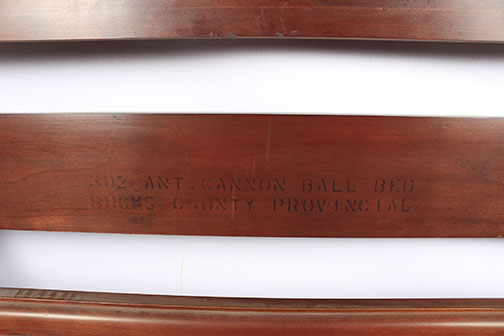 402 ANT. CANNON BALL BED
BUCKS COUNTY PROVINCIAL